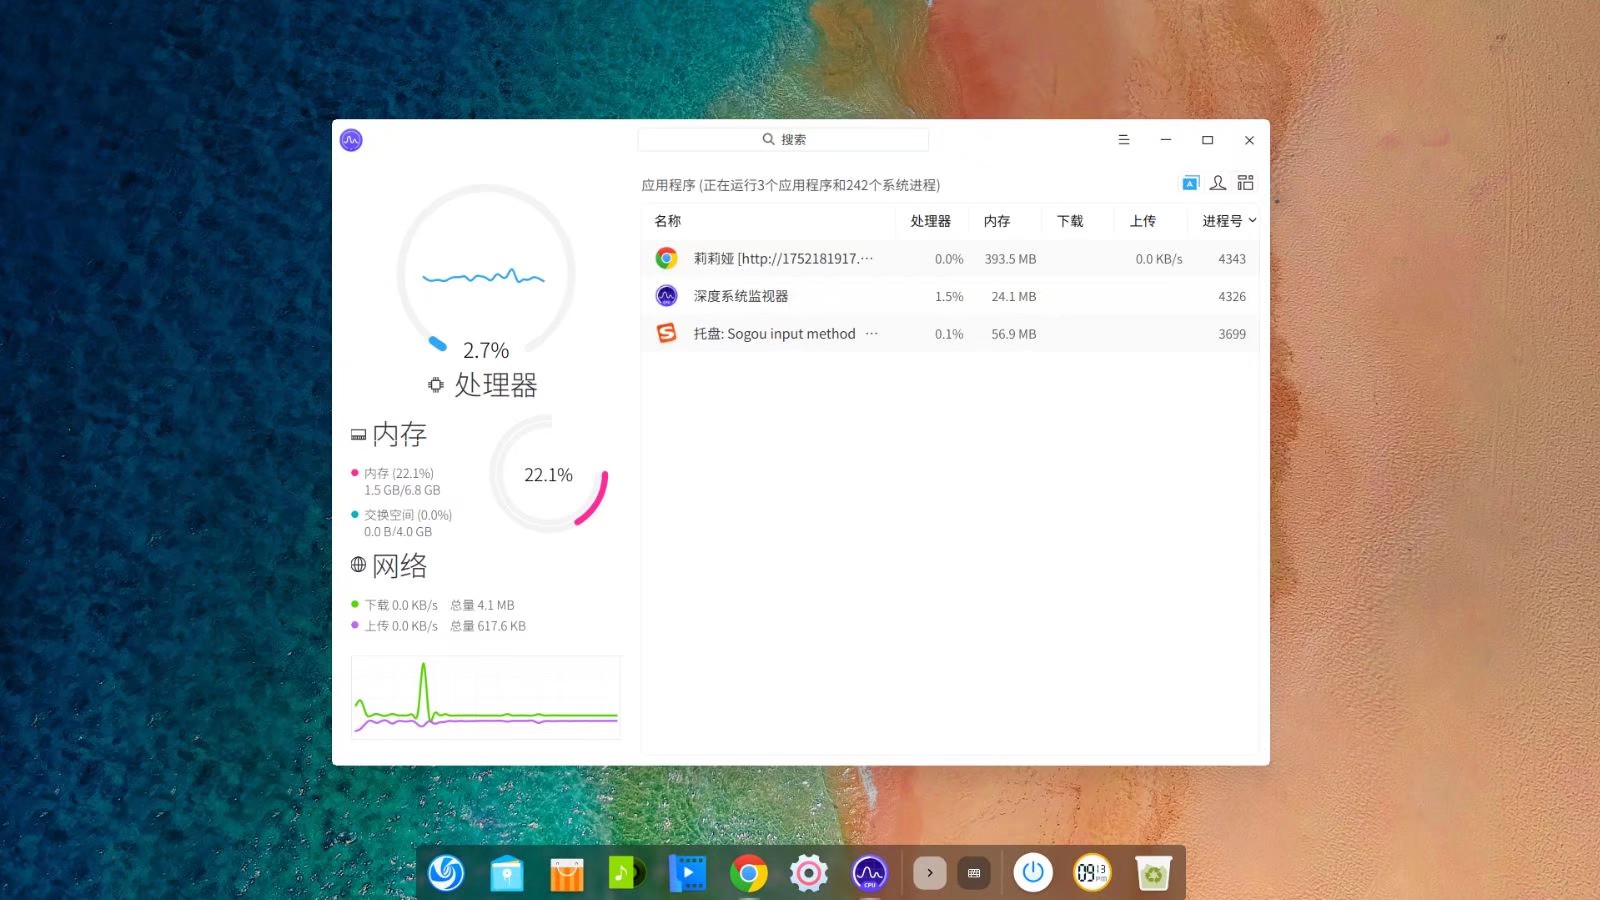 搜索
应用程序 (正在运行3个应用程序和242个系统进程)
名称 处理器 内存 下载 上传 进程号
莉莉娅 [http://1752181917.··· 0.0% 393.5 MB 0.0 KB/s 4343
深度系统监视器 1.5% 24.1 MB 4326
托盘: Sogou input method ··· 0.1% 56.9 MB 3699
2.7%
处理器
内存
内存 (22.1%)
1.5 GB/6.8 GB
交换空间 (0.0%)
0.0 B/4.0 GB
22.1%
网络
下载 0.0 KB/s 总量 4.1 MB
上传 0.0 KB/s 总量 617.6 KB
CPU
09 13 PM